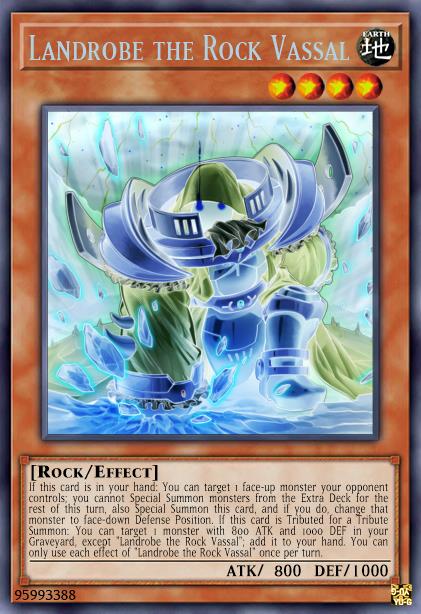 Landrobe the Rock Vassal
EARTH
地
[Rock/Effect]
If this card is in your hand: You can target 1 face-up monster your opponent
controls; you cannot Special Summon monsters from the Extra Deck for the
rest of this turn, also Special Summon this card, and if you do, change
that monster to face-down Defense Position. If this card is Tributed for a Tribute
Summon: You can target 1 monster with 800 ATK and 1000 DEF in your
Graveyard, except "Landrobe the Rock Vassal"; add it to your hand. You can
only use each effect of "Landrobe the Rock Vassal" once per turn.
ATK/ 800 DEF/1000
95993388